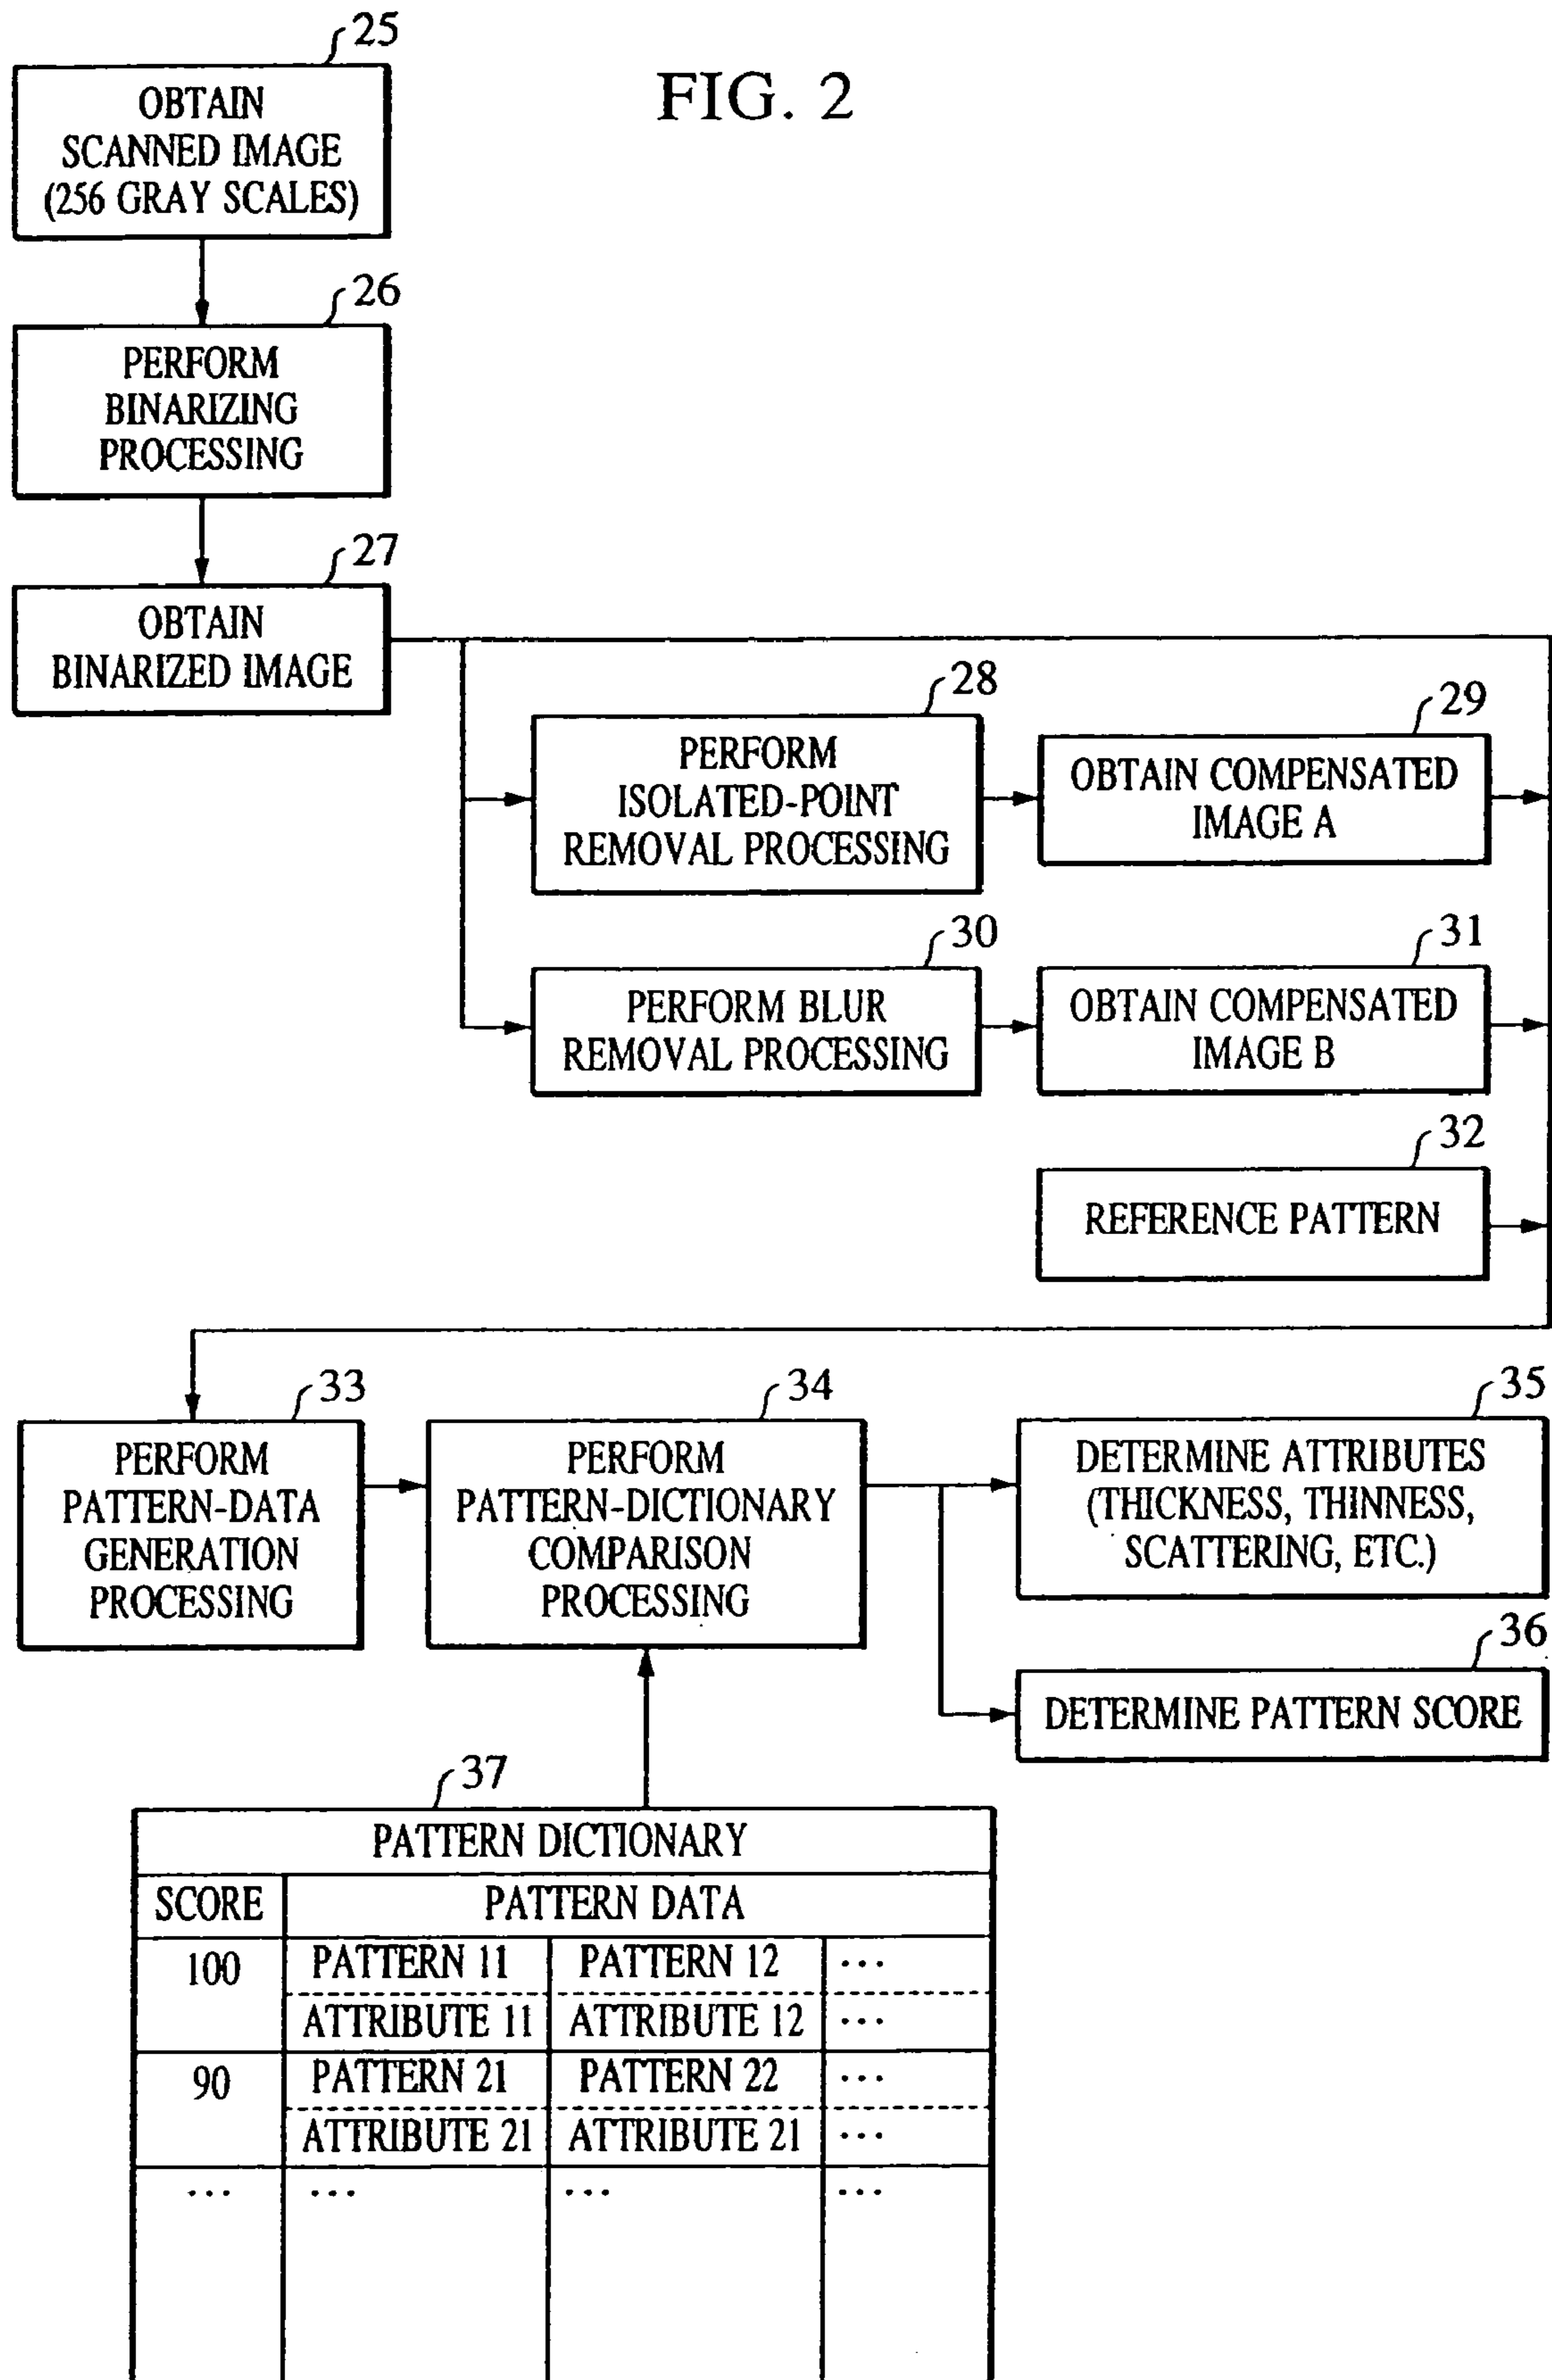 FIG. 2
25
OBTAIN
SCANNED IMAGE
(256 GRAY SCALES)
26
PERFORM
BINARIZING
PROCESSING
27
OBTAIN
BINARIZED IMAGE
28
PERFORM
ISOLATED-POINT
REMOVAL PROCESSING
29
OBTAIN COMPENSATED
IMAGE A
30
PERFORM BLUR
REMOVAL PROCESSING
31
OBTAIN COMPENSATED
IMAGE B
32
REFERENCE PATTERN
33
PERFORM
PATTERN-DATA
GENERATION
PROCESSING
34
PERFORM
PATTERN-DICTIONARY
COMPARISON
PROCESSING
35
DETERMINE ATTRIBUTES
(THICKNESS, THINNESS,
SCATTERING, ETC.)
36
DETERMINE PATTERN SCORE
37
PATTERN DICTIONARY
SCORE PATTERN DATA
100 PATTERN 11 PATTERN 12 ...
ATTRIBUTE 11 ATTRIBUTE 12 ...
90 PATTERN 21 PATTERN 22 ...
ATTRIBUTE 21 ATTRIBUTE 21 ...
... ... ... ...